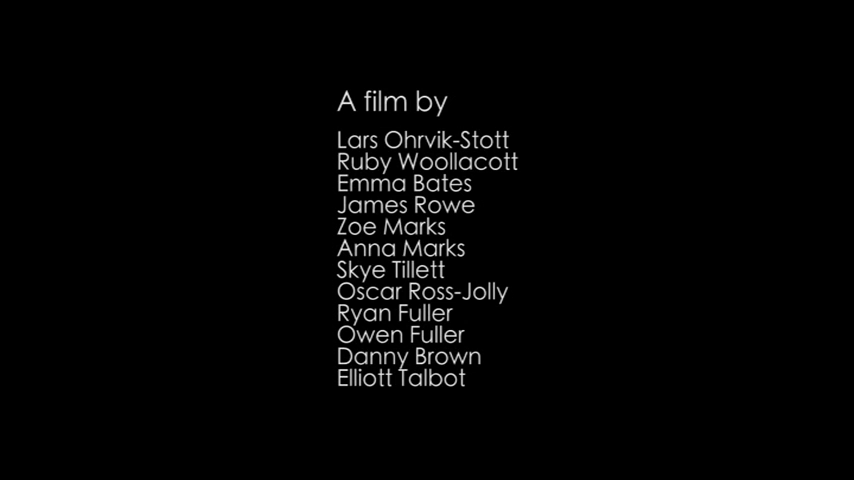 A film by
Lars Ohrvik-Stott
Ruby Woollacott
Emma Bates
James Rowe
Zoe Marks
Anna Marks
Skye Tillett
Oscar Ross-Jolly
Ryan Fuller
Owen Fuller
Danny Brown
Elliott Talbot